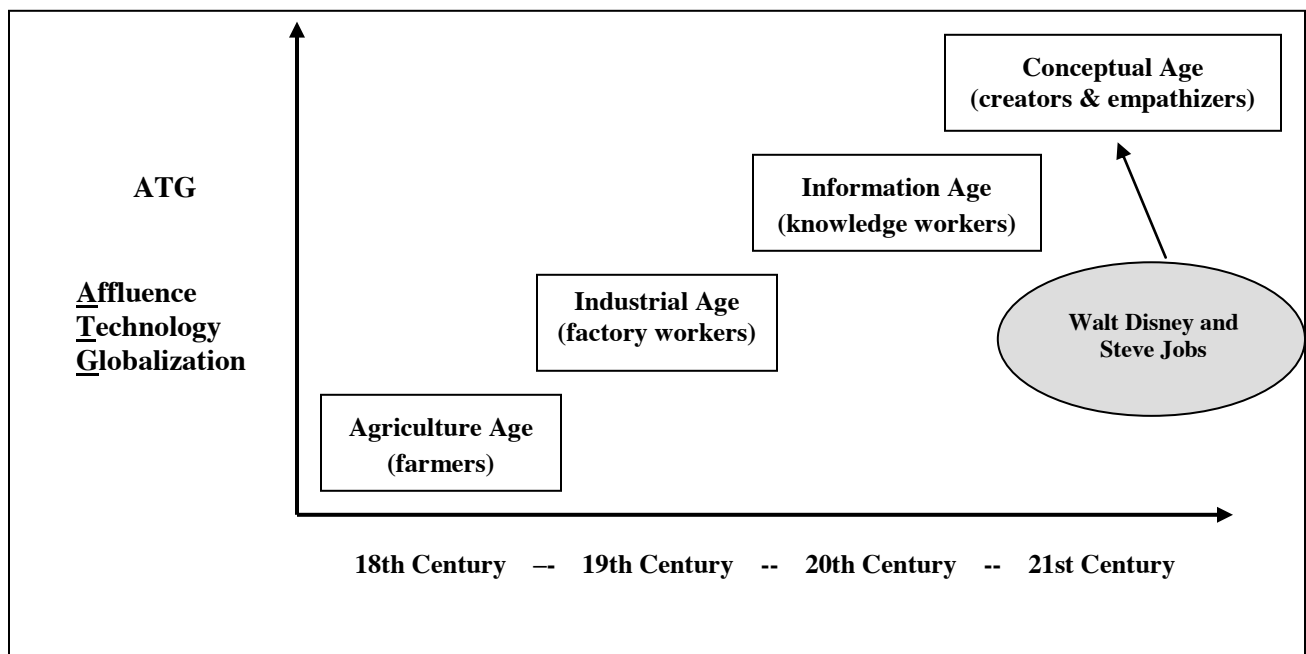 Conceptual Age
(creators & empathizers)
ATG
Information Age
(knowledge workers)
Affluence
Technology
Globalization
Industrial Age
(factory workers)
Walt Disney and
Steve Jobs
Agriculture Age
(farmers)
18th Century –- 19th Century -- 20th Century -- 21st Century